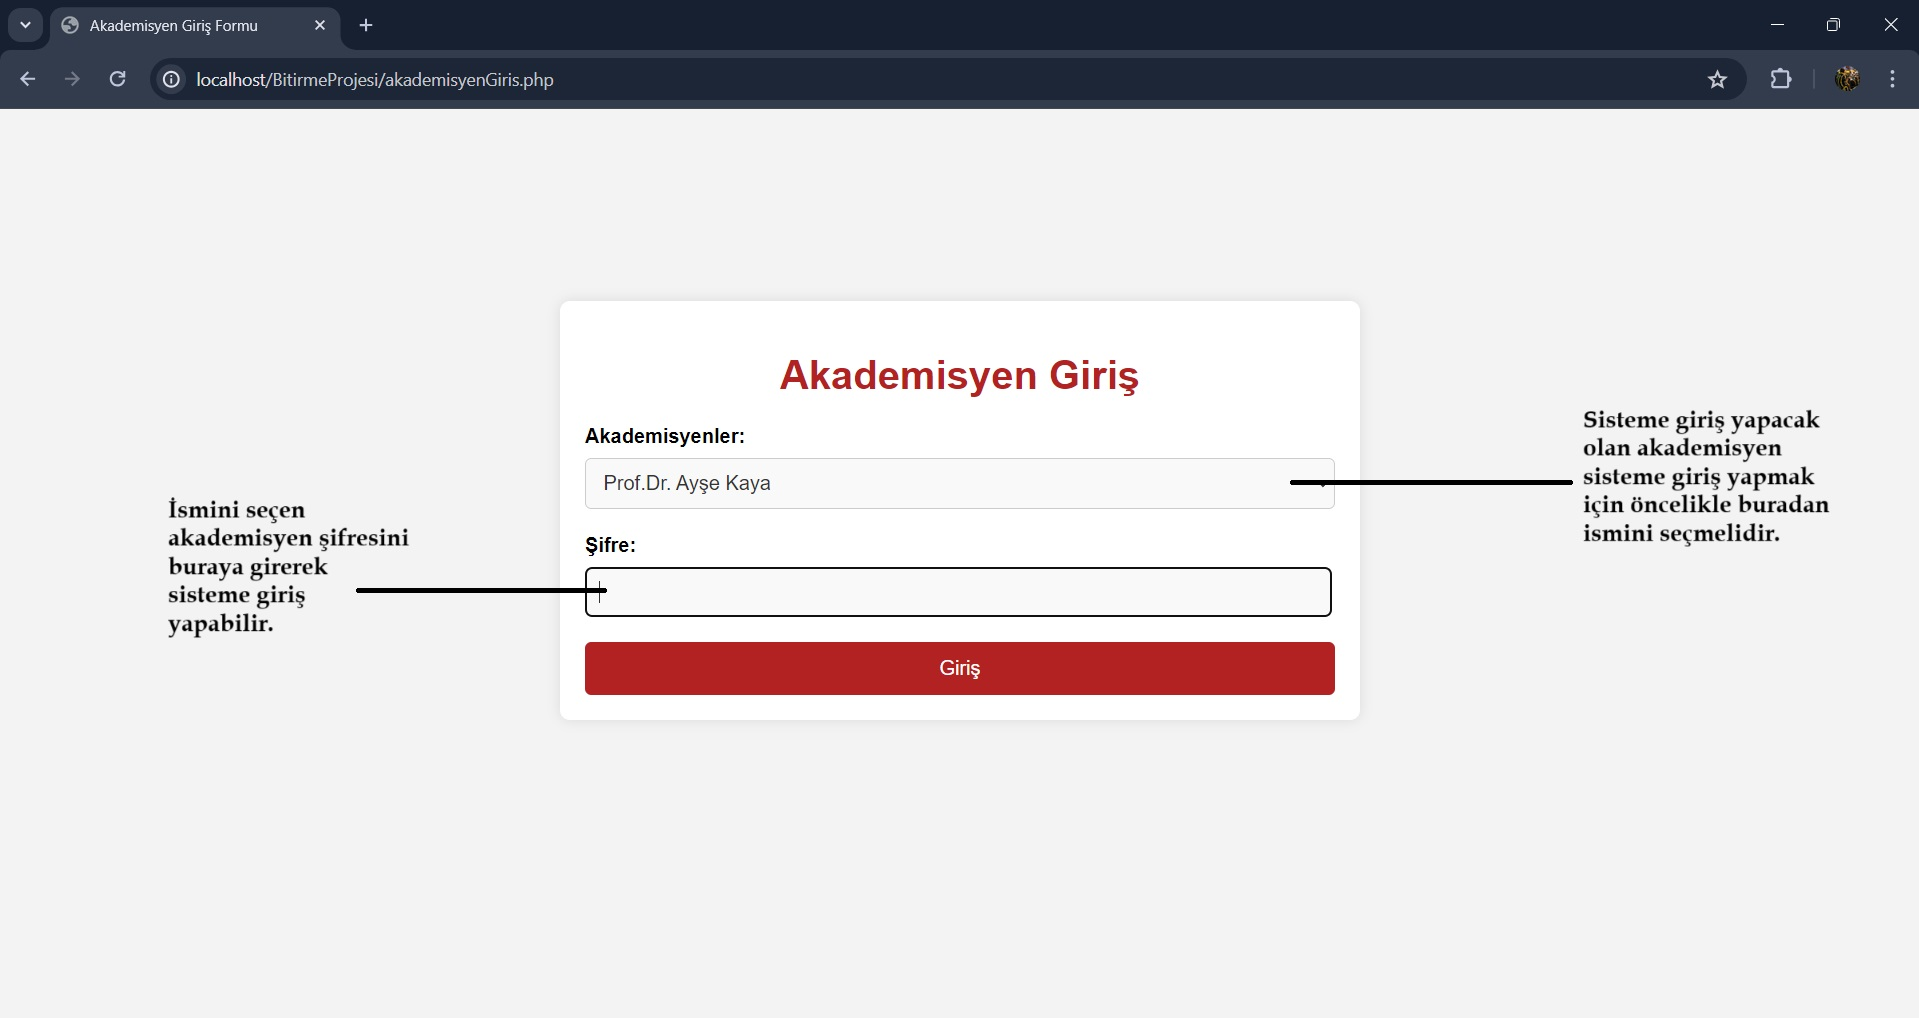 Akademisyen Giriş Formu
localhost/BitirmeProjesi/akademisyenGiris.php
Akademisyen Giriş
Akademisyenler:
Prof.Dr. Ayşe Kaya
Sisteme giriş yapacak
olan akademisyen
sisteme giriş yapmak
için öncelikle buradan
ismini seçmelidir.
İsmini seçen
akademisyen şifresini
buraya girerek
sisteme giriş
yapabilir.
Şifre:
Giriş